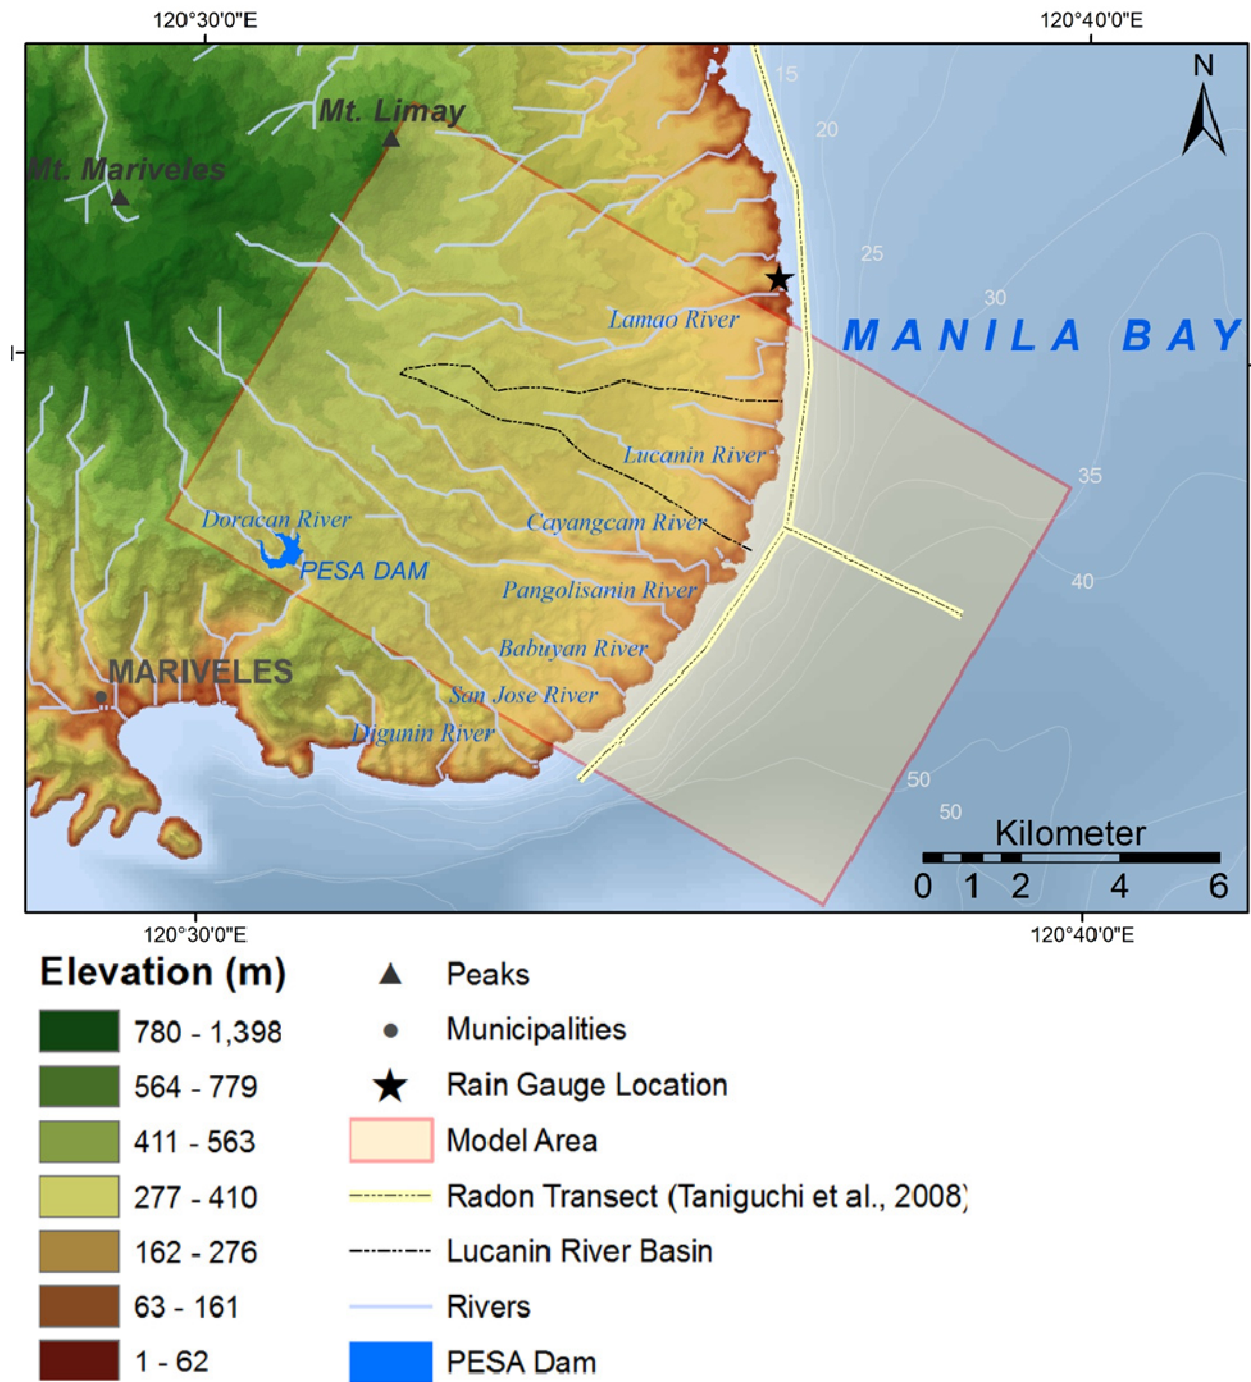 120°30'0"E 120°40'0"E
N
15
20
Mt. Limay
Mt. Mariveles
25
30
Lamao River
MANILA BAY
Lucanin River
35
Doracan River
Cayangcam River
PESA DAM
40
Pangolisanin River
Babuyan River
MARIVELES
San Jose River
Digunin River
50
50
Kilometer
0 1 2 4 6
120°30'0"E 120°40'0"E
Elevation (m)
780 - 1,398
564 - 779
411 - 563
277 - 410
162 - 276
63 - 161
1 - 62
Peaks
Municipalities
Rain Gauge Location
Model Area
Radon Transect (Taniguchi et al., 2008)
Lucanin River Basin
Rivers
PESA Dam